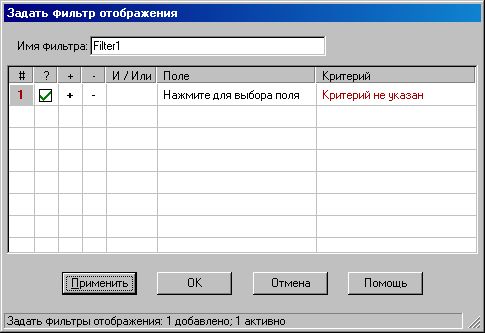 Задать фильтр отображения
Имя фильтра: Filter1
# ? + - И / Или Поле Критерий
1 + - Нажмите для выбора поля Критерий не указан
Применить OK Отмена Помощь
Задать фильтры отображения: 1 добавлено; 1 активно